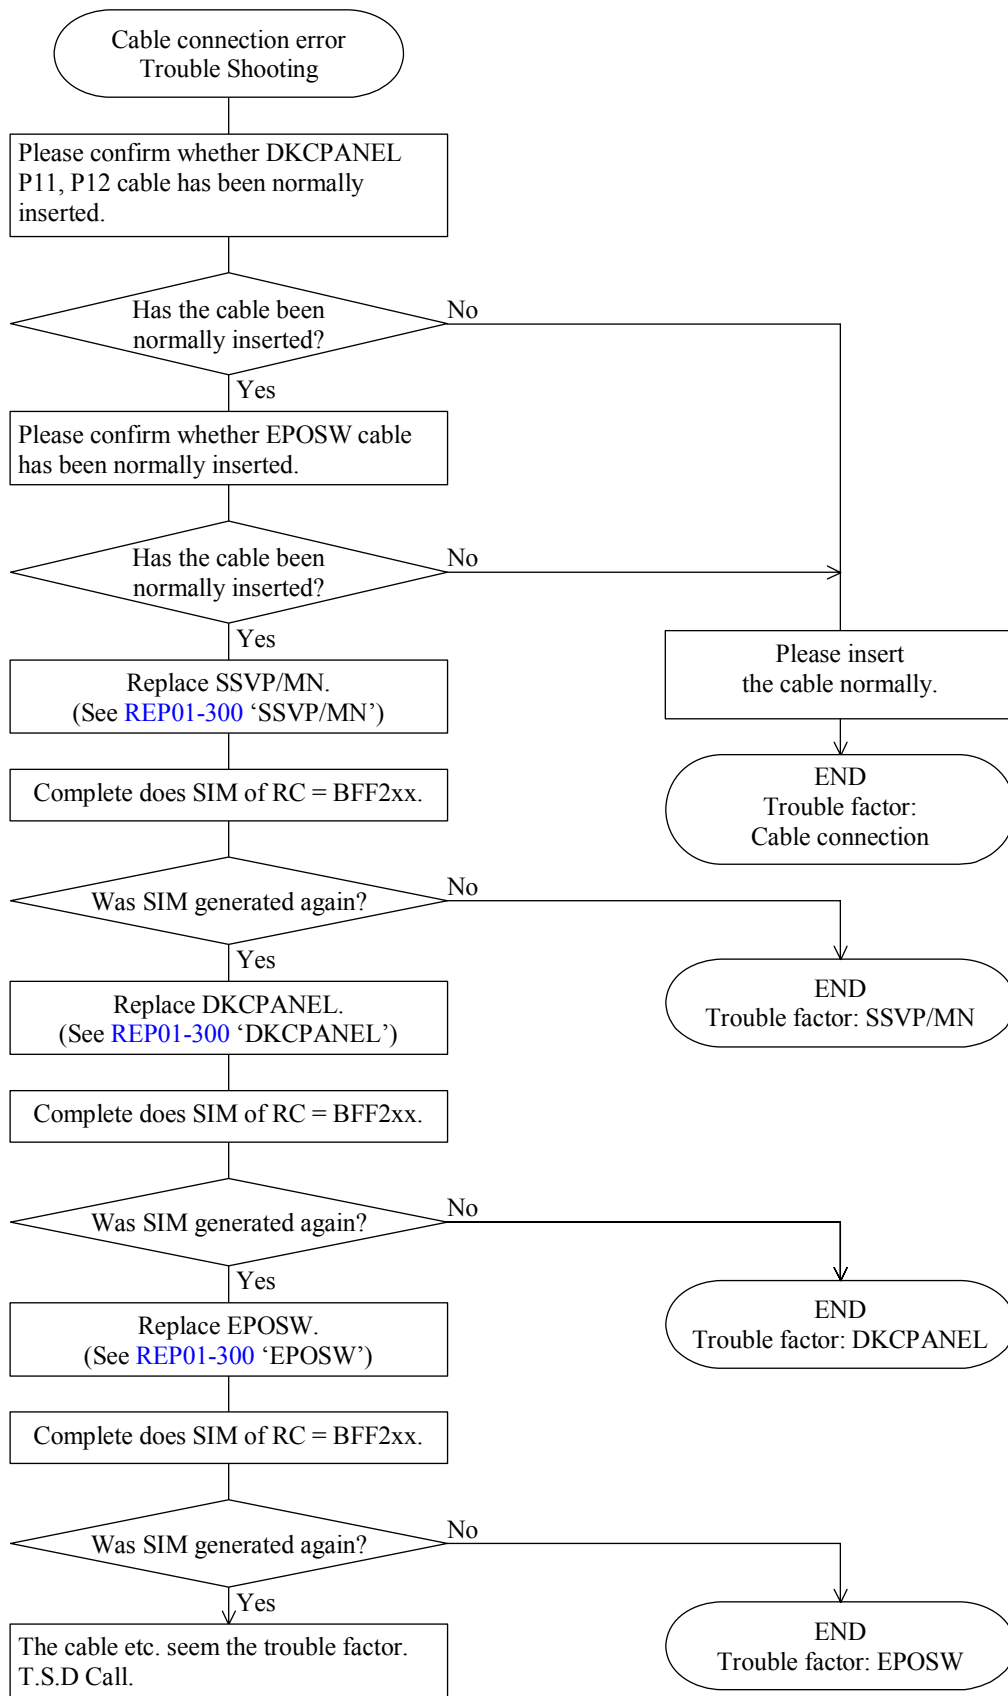 Cable connection error
Trouble Shooting
Please confirm whether DKCPANEL
P11, P12 cable has been normally
inserted.
Has the cable been
normally inserted?
No
Yes
Please confirm whether EPOSW cable
has been normally inserted.
Has the cable been
normally inserted?
No
Yes
Please insert
the cable normally.
END
Trouble factor:
Cable connection
Replace SSVP/MN.
(See REP01-300 ‘SSVP/MN’)
Complete does SIM of RC = BFF2xx.
Was SIM generated again?
No
Yes
END
Trouble factor: SSVP/MN
Replace DKCPANEL.
(See REP01-300 ‘DKCPANEL’)
Complete does SIM of RC = BFF2xx.
Was SIM generated again?
No
Yes
END
Trouble factor: DKCPANEL
Replace EPOSW.
(See REP01-300 ‘EPOSW’)
Complete does SIM of RC = BFF2xx.
Was SIM generated again?
No
Yes
END
Trouble factor: EPOSW
The cable etc. seem the trouble factor.
T.S.D Call.